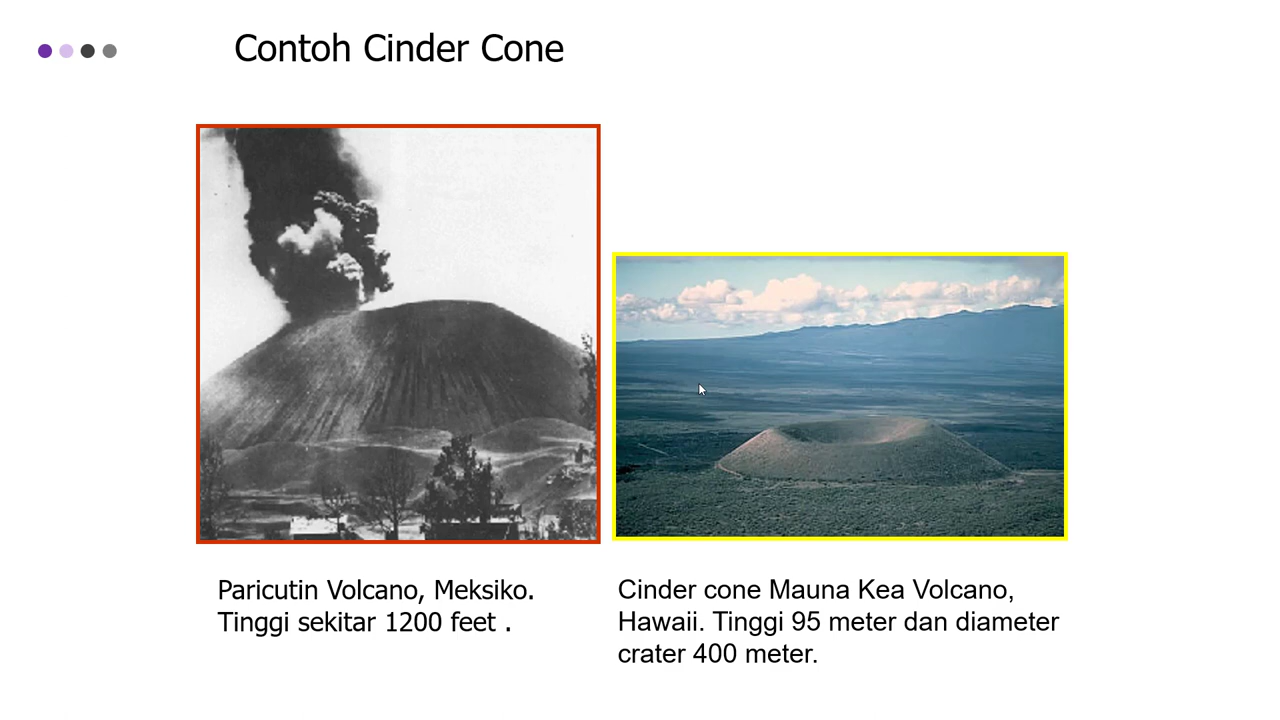 Contoh Cinder Cone
Paricutin Volcano, Meksiko.
Tinggi sekitar 1200 feet .
Cinder cone Mauna Kea Volcano,
Hawaii. Tinggi 95 meter dan diameter
crater 400 meter.